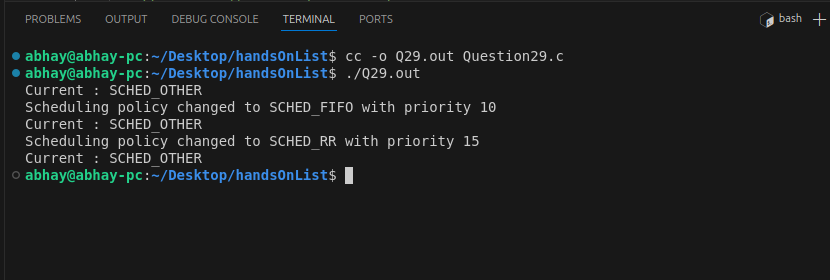 PROBLEMS OUTPUT DEBUG CONSOLE TERMINAL PORTS bash
abhay@abhay-pc:~/Desktop/handsOnList$ cc -o Q29.out Question29.c
abhay@abhay-pc:~/Desktop/handsOnList$ ./Q29.out
Current : SCHED_OTHER
Scheduling policy changed to SCHED_FIFO with priority 10
Current : SCHED_OTHER
Scheduling policy changed to SCHED_RR with priority 15
Current : SCHED_OTHER
abhay@abhay-pc:~/Desktop/handsOnList$